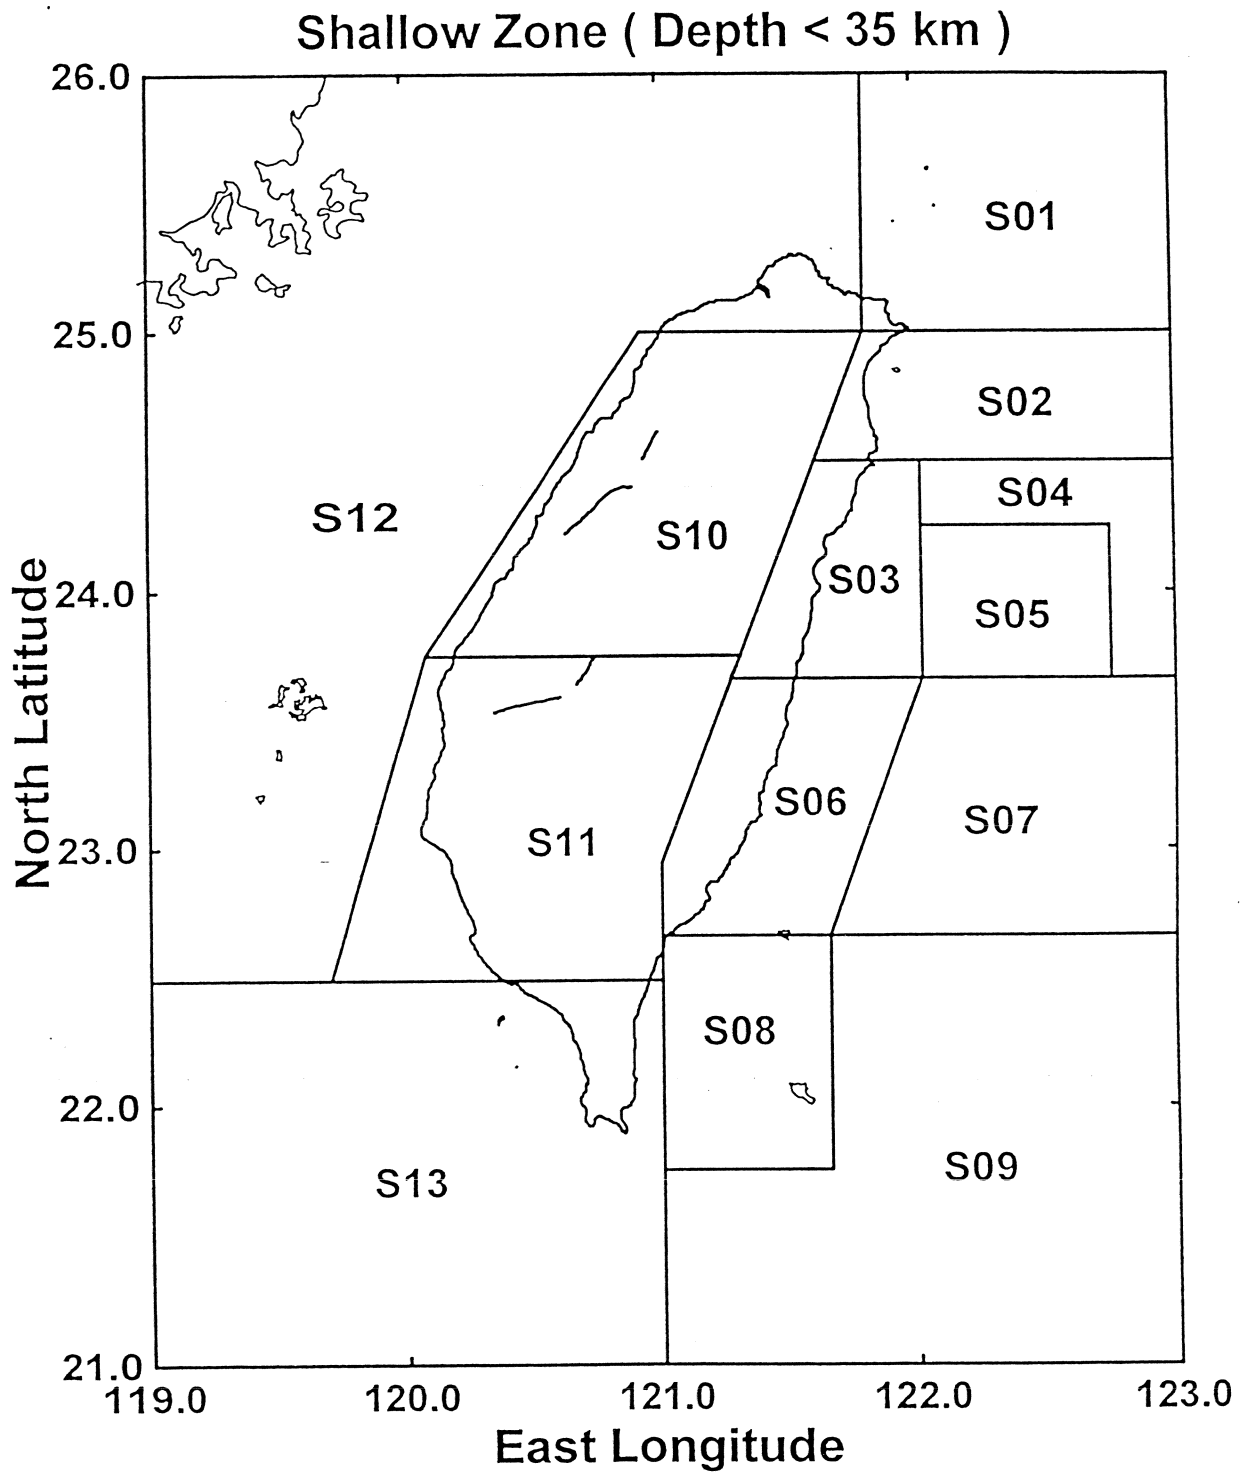 Shallow Zone ( Depth < 35 km )
26.0
S01
25.0
S02
S04
S12
S10
S03
24.0
S05
North Latitude
S06
S07
S11
23.0
S08
22.0
S09
S13
21.0
119.0 120.0 121.0 122.0 123.0
East Longitude